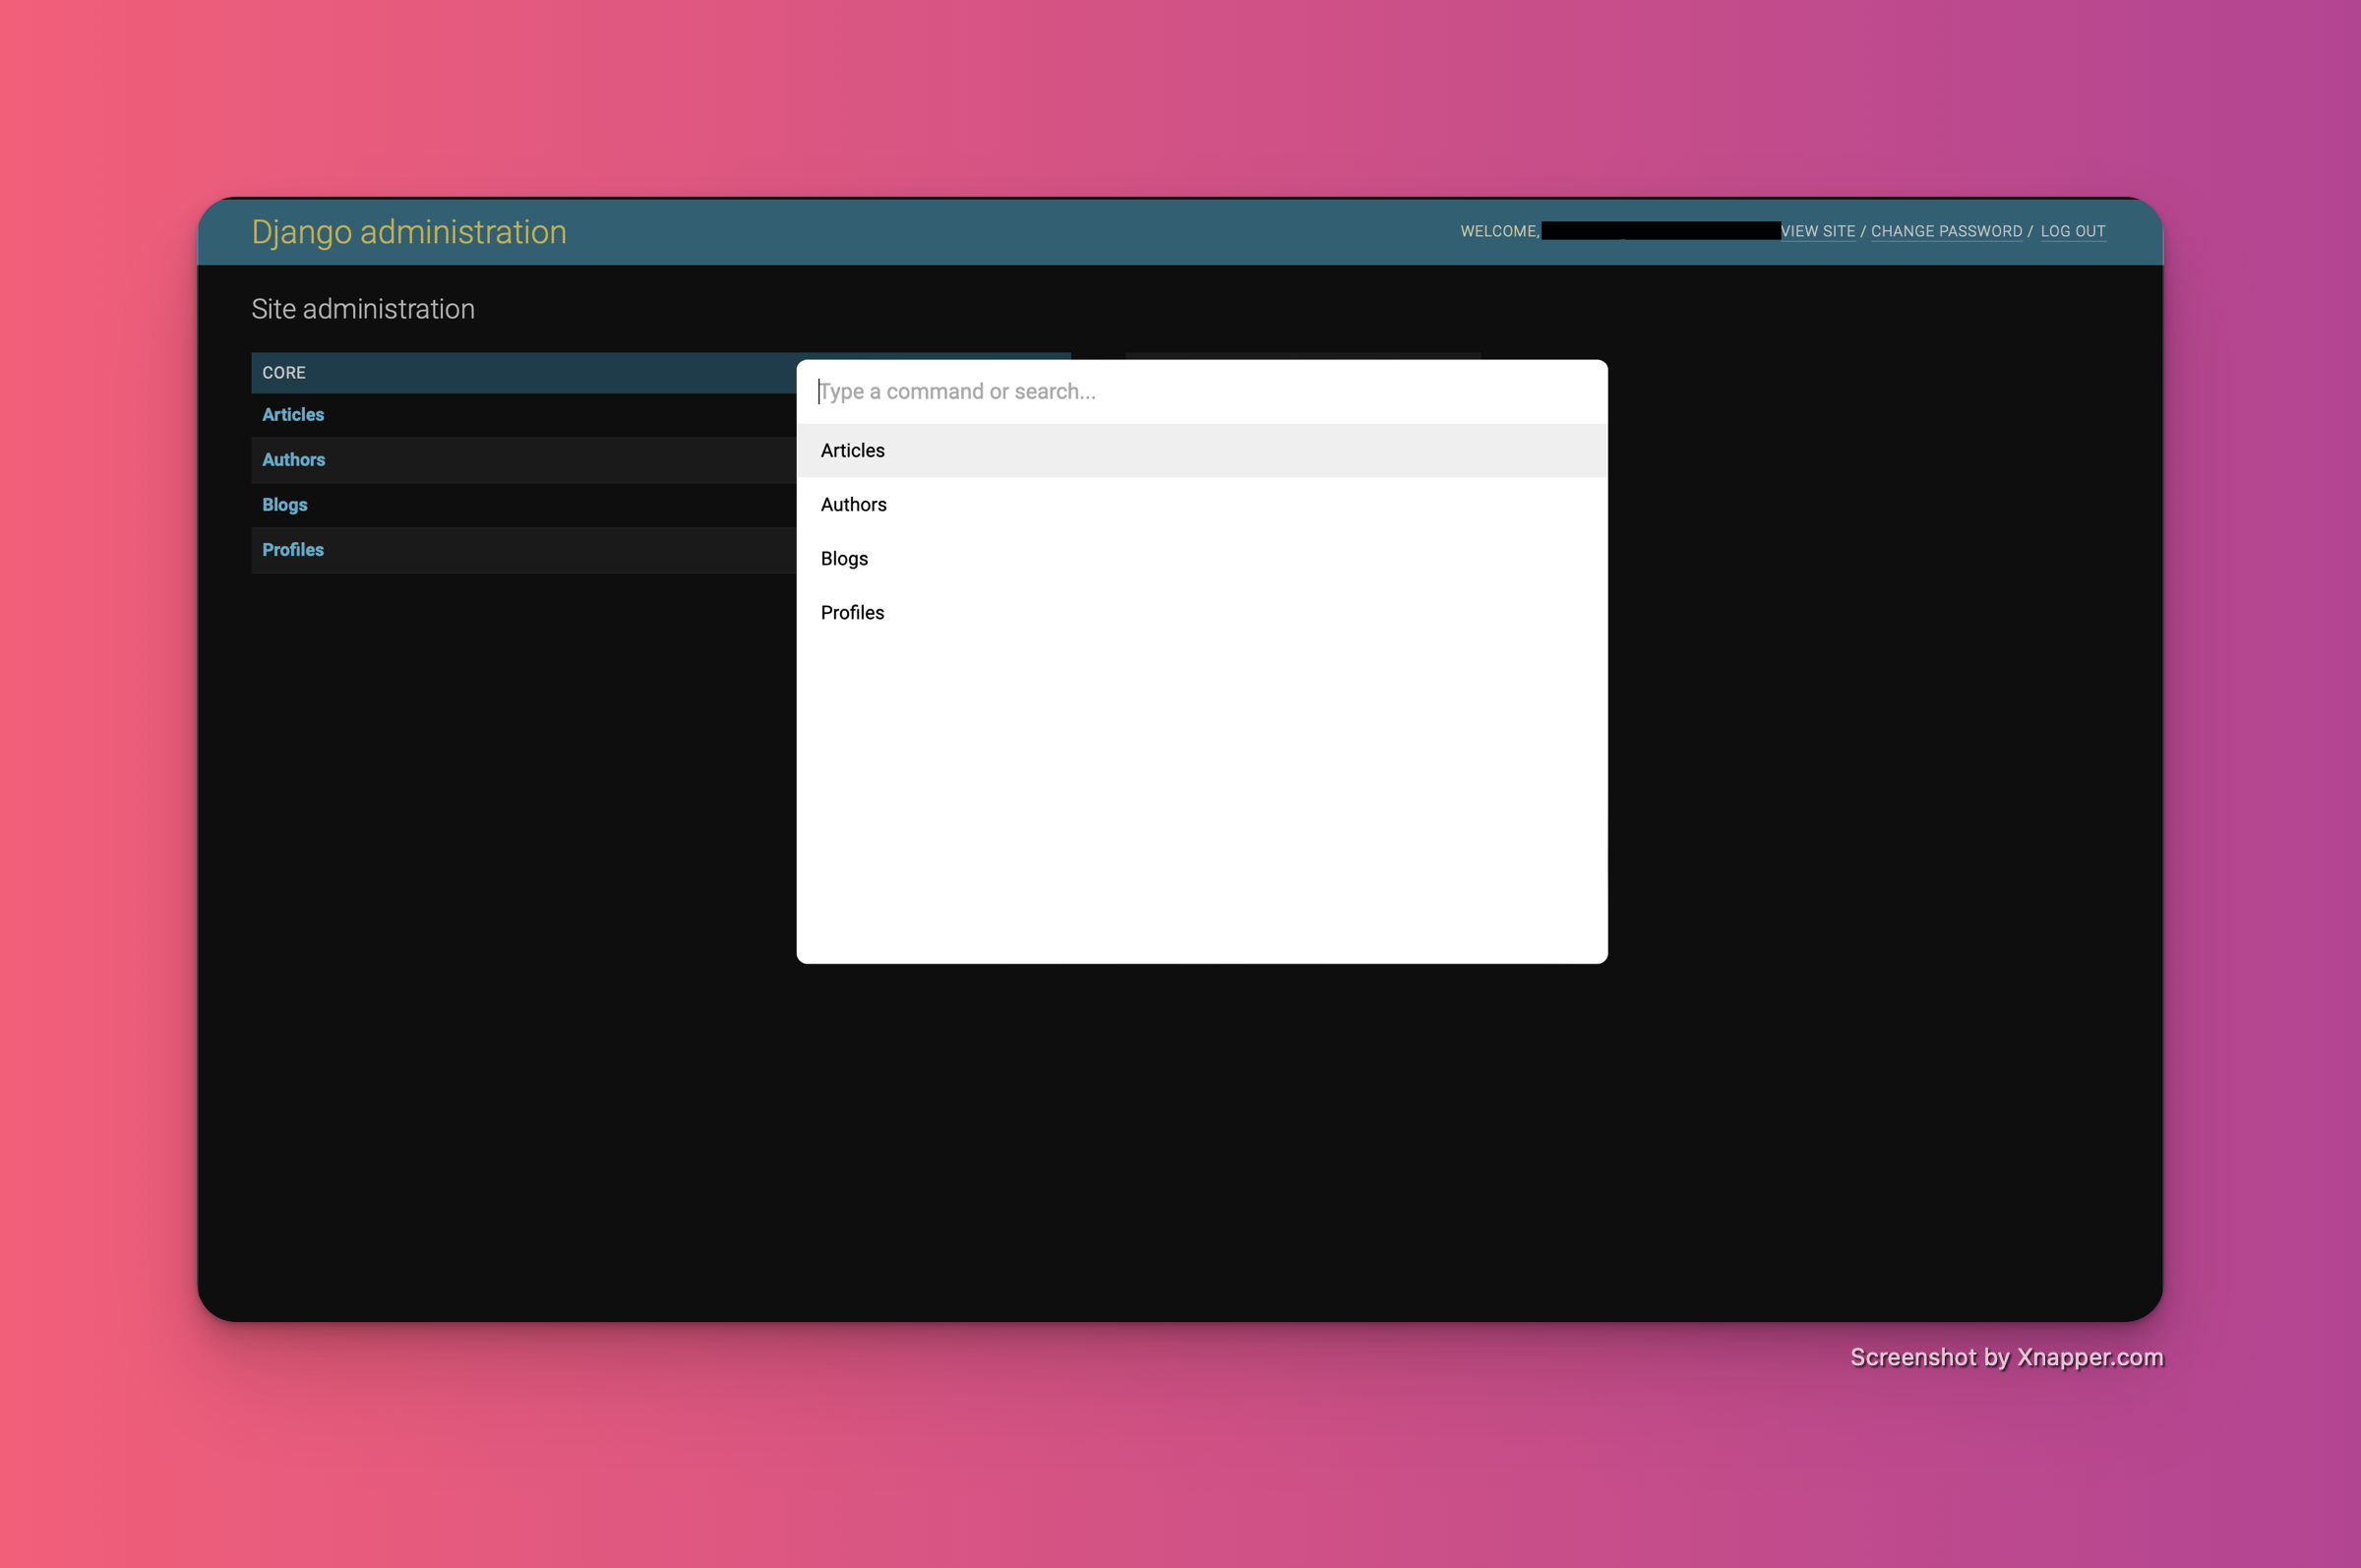 Django administration
WELCOME, VIEW SITE / CHANGE PASSWORD / LOG OUT
Site administration
CORE
Articles
Authors
Blogs
Profiles
Type a command or search...
Articles
Authors
Blogs
Profiles
Screenshot by Xnapper.com